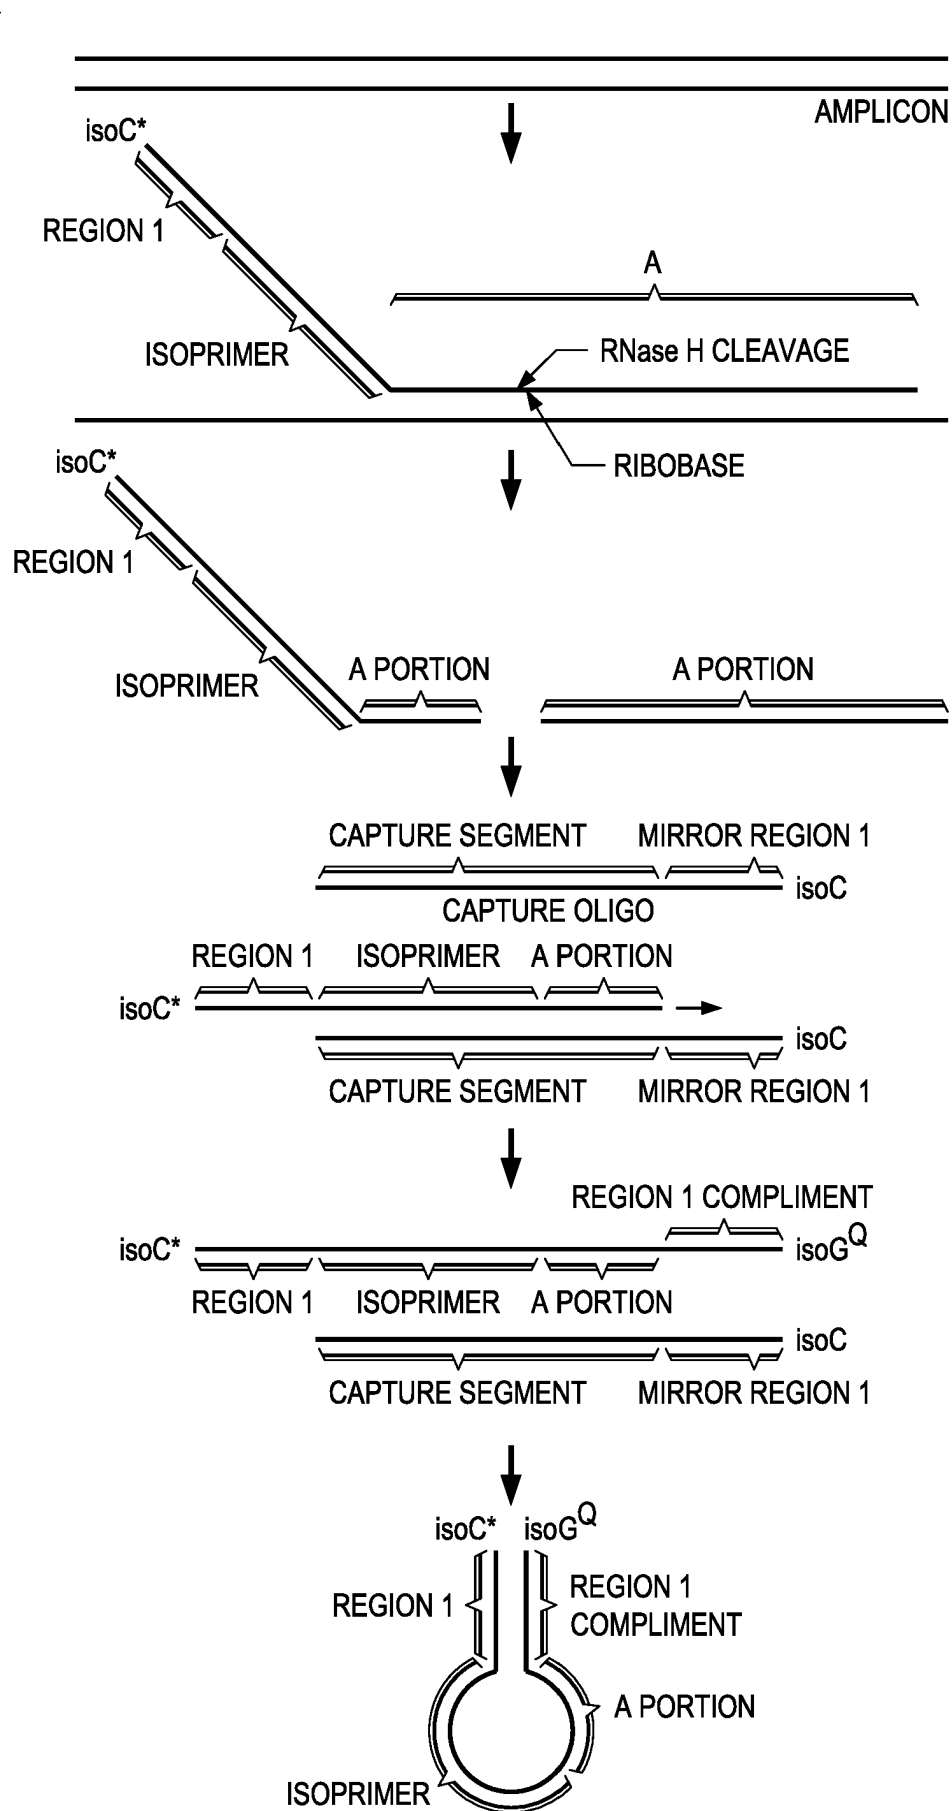 AMPLICON
isoC*
REGION 1
A
ISOPRIMER
RNase H CLEAVAGE
RIBOBASE
isoC*
REGION 1
ISOPRIMER
A PORTION
A PORTION
CAPTURE SEGMENT
MIRROR REGION 1
isoC
CAPTURE OLIGO
REGION 1
ISOPRIMER
A PORTION
isoC*
isoC
CAPTURE SEGMENT
MIRROR REGION 1
REGION 1 COMPLIMENT
isoC*
isoGQ
REGION 1
ISOPRIMER
A PORTION
isoC
CAPTURE SEGMENT
MIRROR REGION 1
isoC*
isoGQ
REGION 1
REGION 1
COMPLIMENT
A PORTION
ISOPRIMER